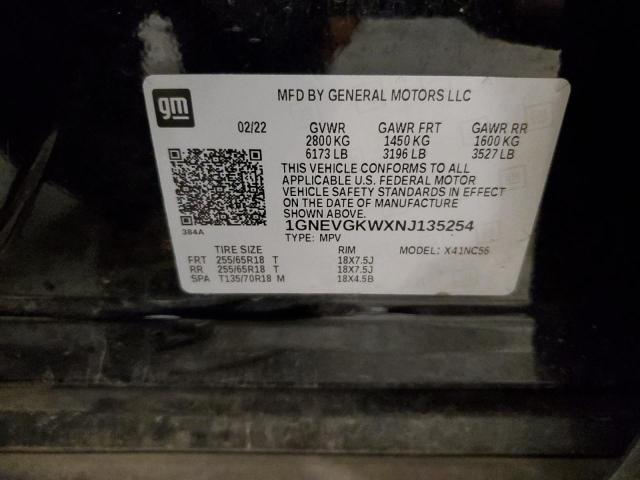 gm
MFD BY GENERAL MOTORS LLC
02/22 GVWR GAWR FRT GAWR RR
2800 KG 1450 KG 1600 KG
6173 LB 3196 LB 3527 LB
THIS VEHICLE CONFORMS TO ALL
APPLICABLE U.S. FEDERAL MOTOR
VEHICLE SAFETY STANDARDS IN EFFECT
ON THE DATE OF MANUFACTURE
SHOWN ABOVE.
384A
1GNEVGKWXNJ135254
TYPE: MPV MODEL: X41NC56
TIRE SIZE RIM
FRT 255/65R18 T 18X7.5J
RR 255/65R18 T 18X7.5J
SPA T135/70R18 M 18X4.5B